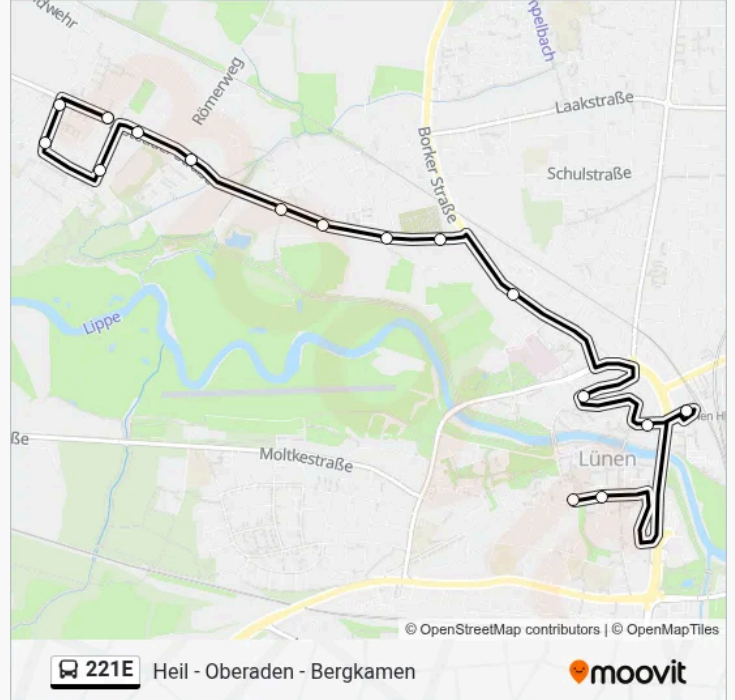 Römerweg
Laakstraße
Borker Straße
Schulstraße
Lippe
Moltkestraße
Lünen
© OpenStreetMap contributors | © OpenMapTiles
221E Heil - Oberaden - Bergkamen
moovit